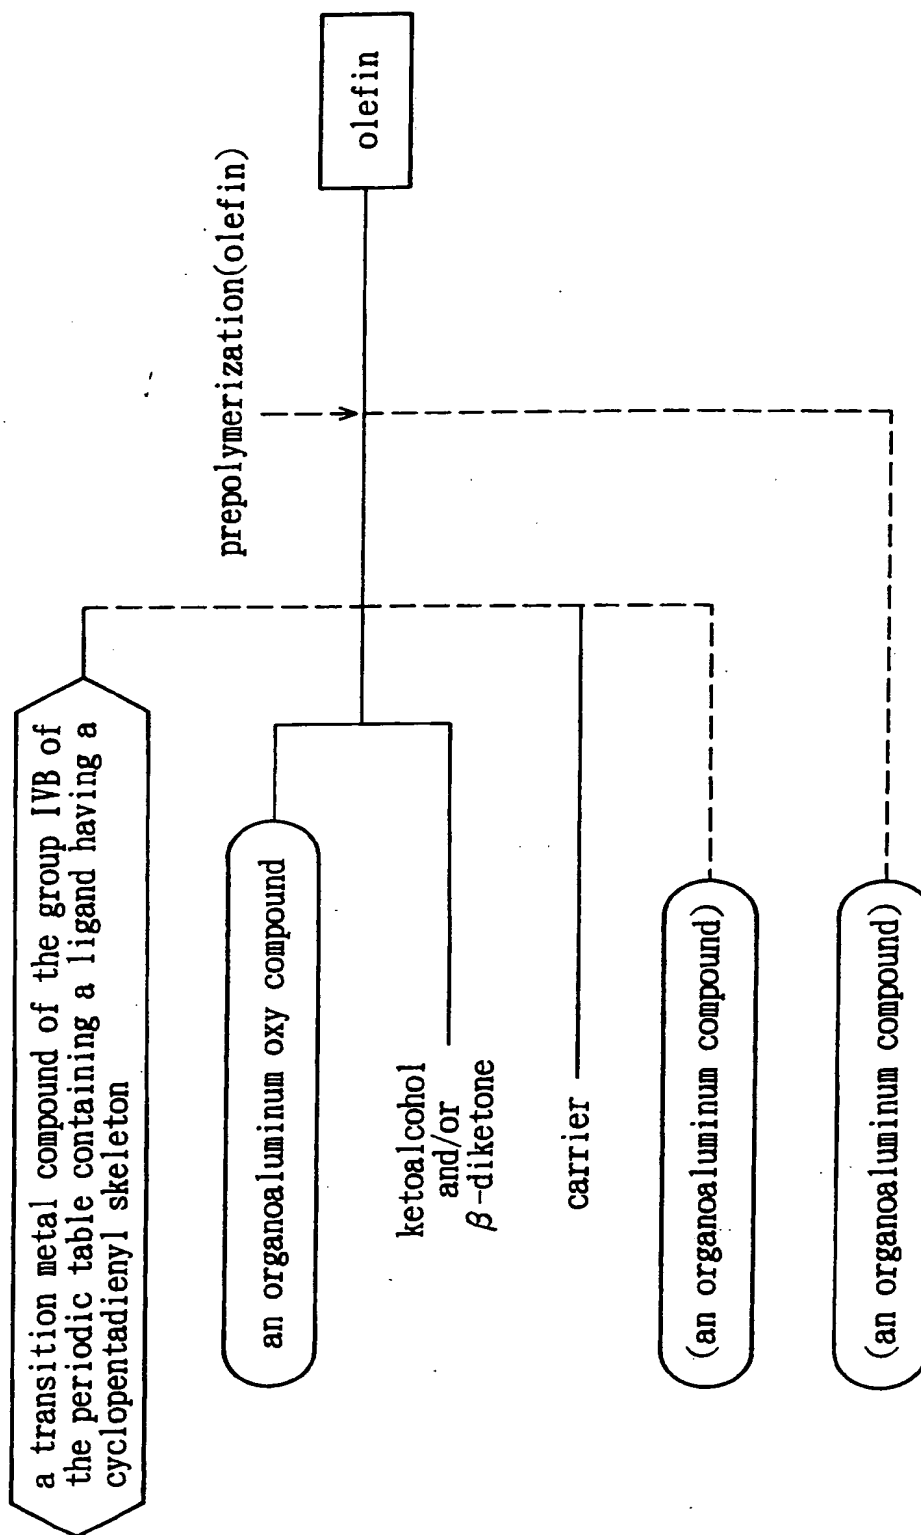 a transition metal compound of the group IVB of
the periodic table containing a ligand having a
cyclopentadienyl skeleton
prepolymerization(olefin)
olefin
an organoaluminum oxy compound
ketoalcohol
and/or
β-diketone
carrier
(an organoaluminum compound)
(an organoaluminum compound)